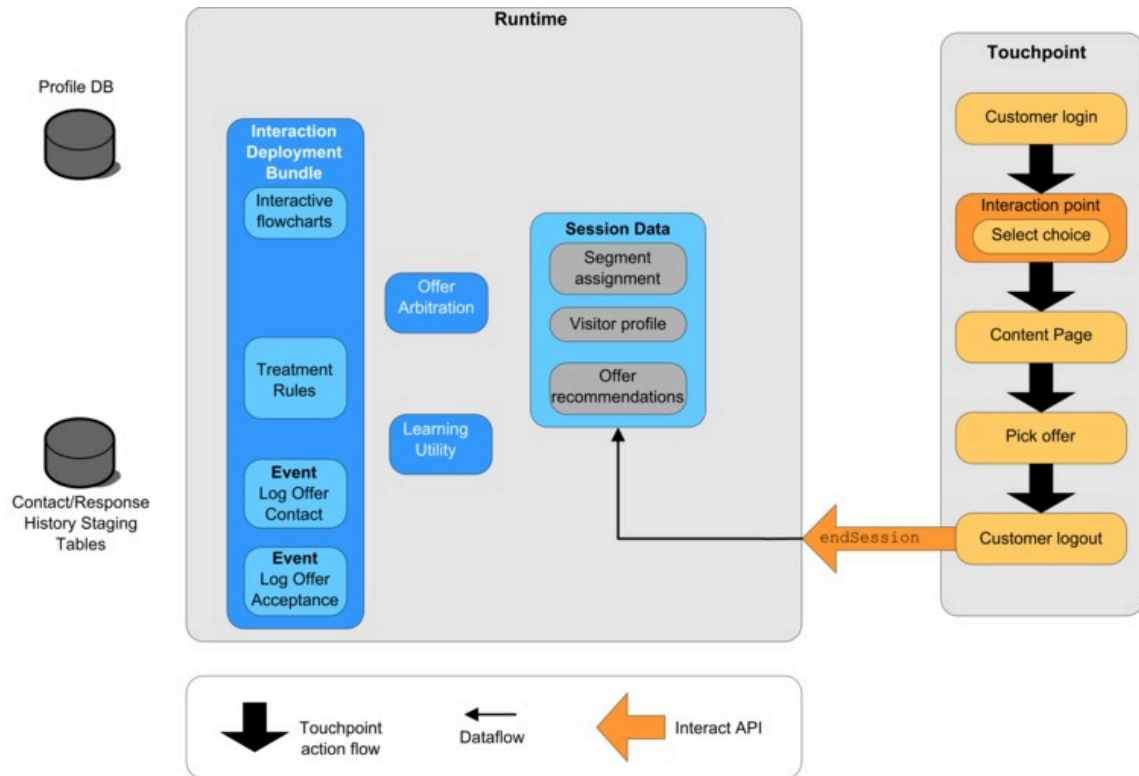 Runtime
Profile DB
Contact/Response
History Staging
Tables
Interaction
Deployment
Bundle
Interactive
flowcharts
Treatment
Rules
Event
Log Offer
Contact
Event
Log Offer
Acceptance
Offer
Arbitration
Learning
Utility
Session Data
Segment
assignment
Visitor profile
Offer
recommendations
endSession
Touchpoint
Customer login
Interaction point
Select choice
Content Page
Pick offer
Customer logout
Touchpoint
action flow
Dataflow
Interact API